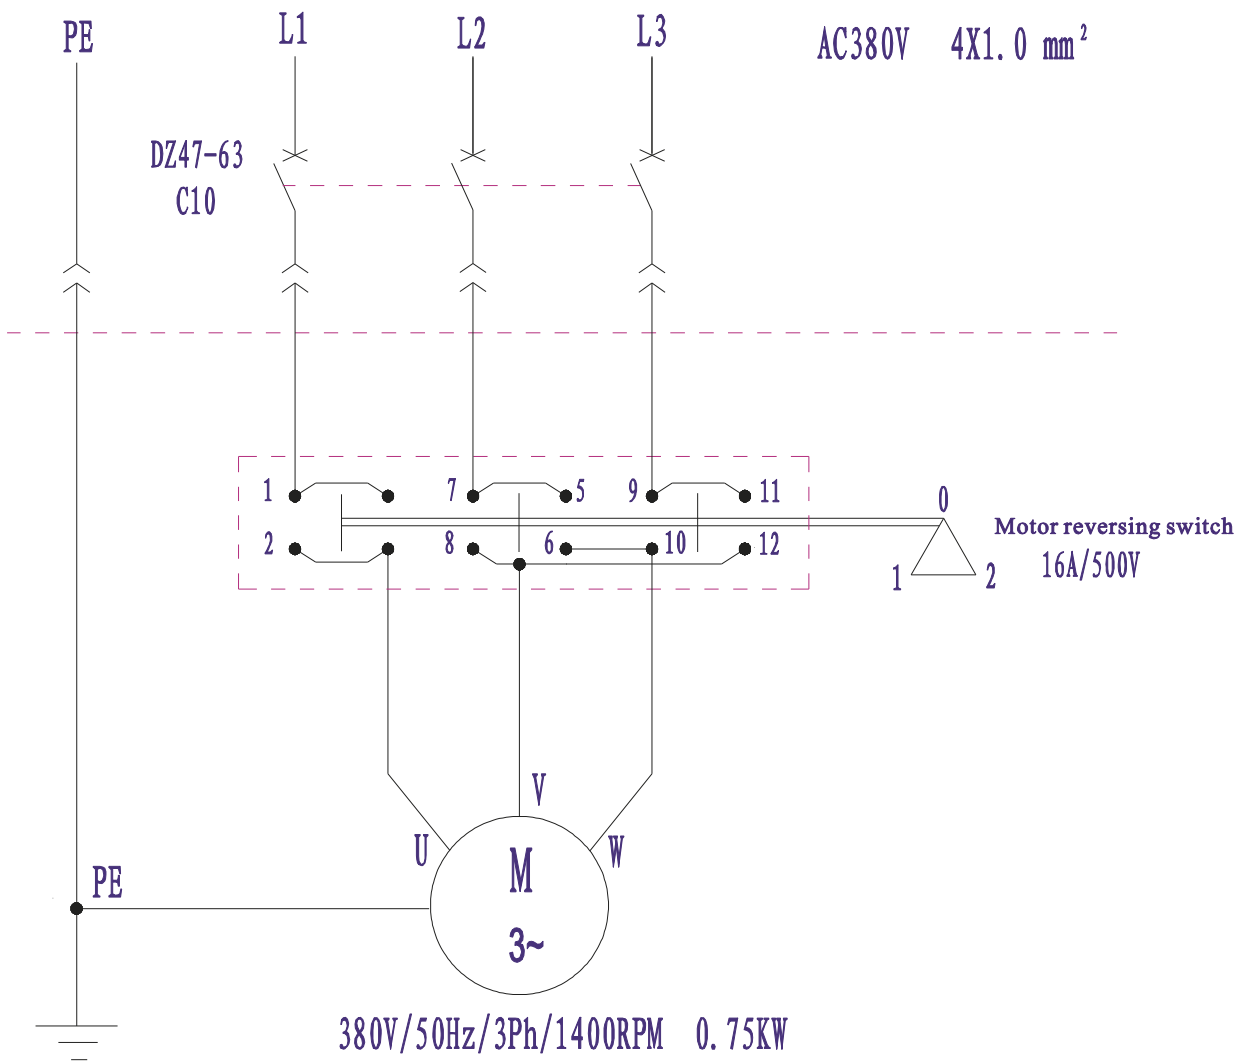 PE L1 L2 L3 AC380V 4X1.0 mm²
DZ47-63
C10
1 7 5 9 11 0
2 8 6 10 12
Motor reversing switch
16A/500V
1 2
V
U W
M
PE
3~
380V/50Hz/3Ph/1400RPM 0.75KW